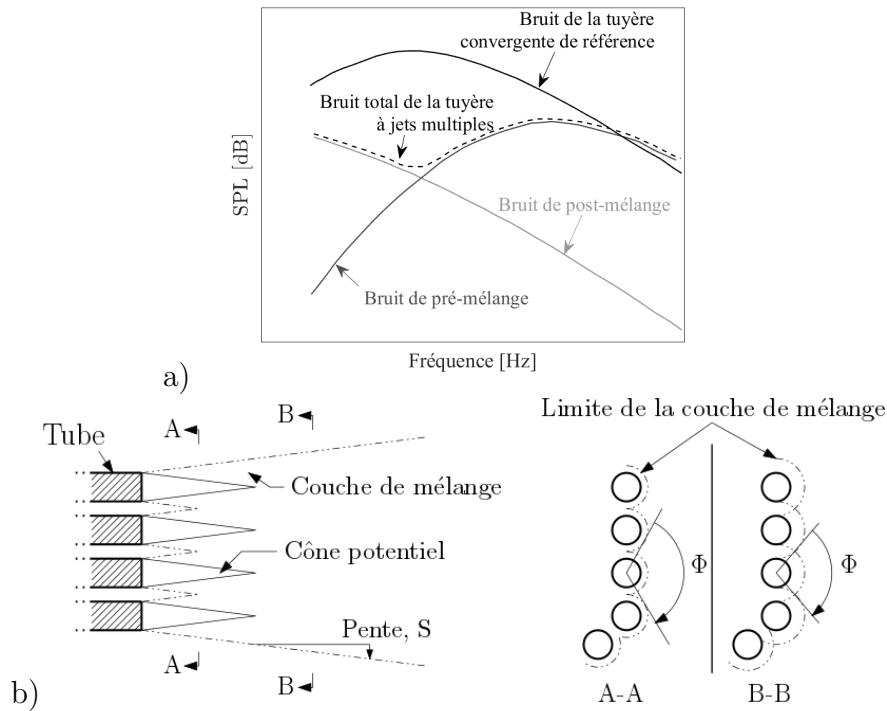 Bruit de la tuyère
convergente de référence
Bruit total de la tuyère
à jets multiples
SPL [dB]
Bruit de post-mélange
Bruit de pré-mélange
Fréquence [Hz]
a)
Tube
A
B
Couche de mélange
Cône potentiel
Pente, S
A
B
b)
Limite de la couche de mélange
Φ
Φ
A-A
B-B